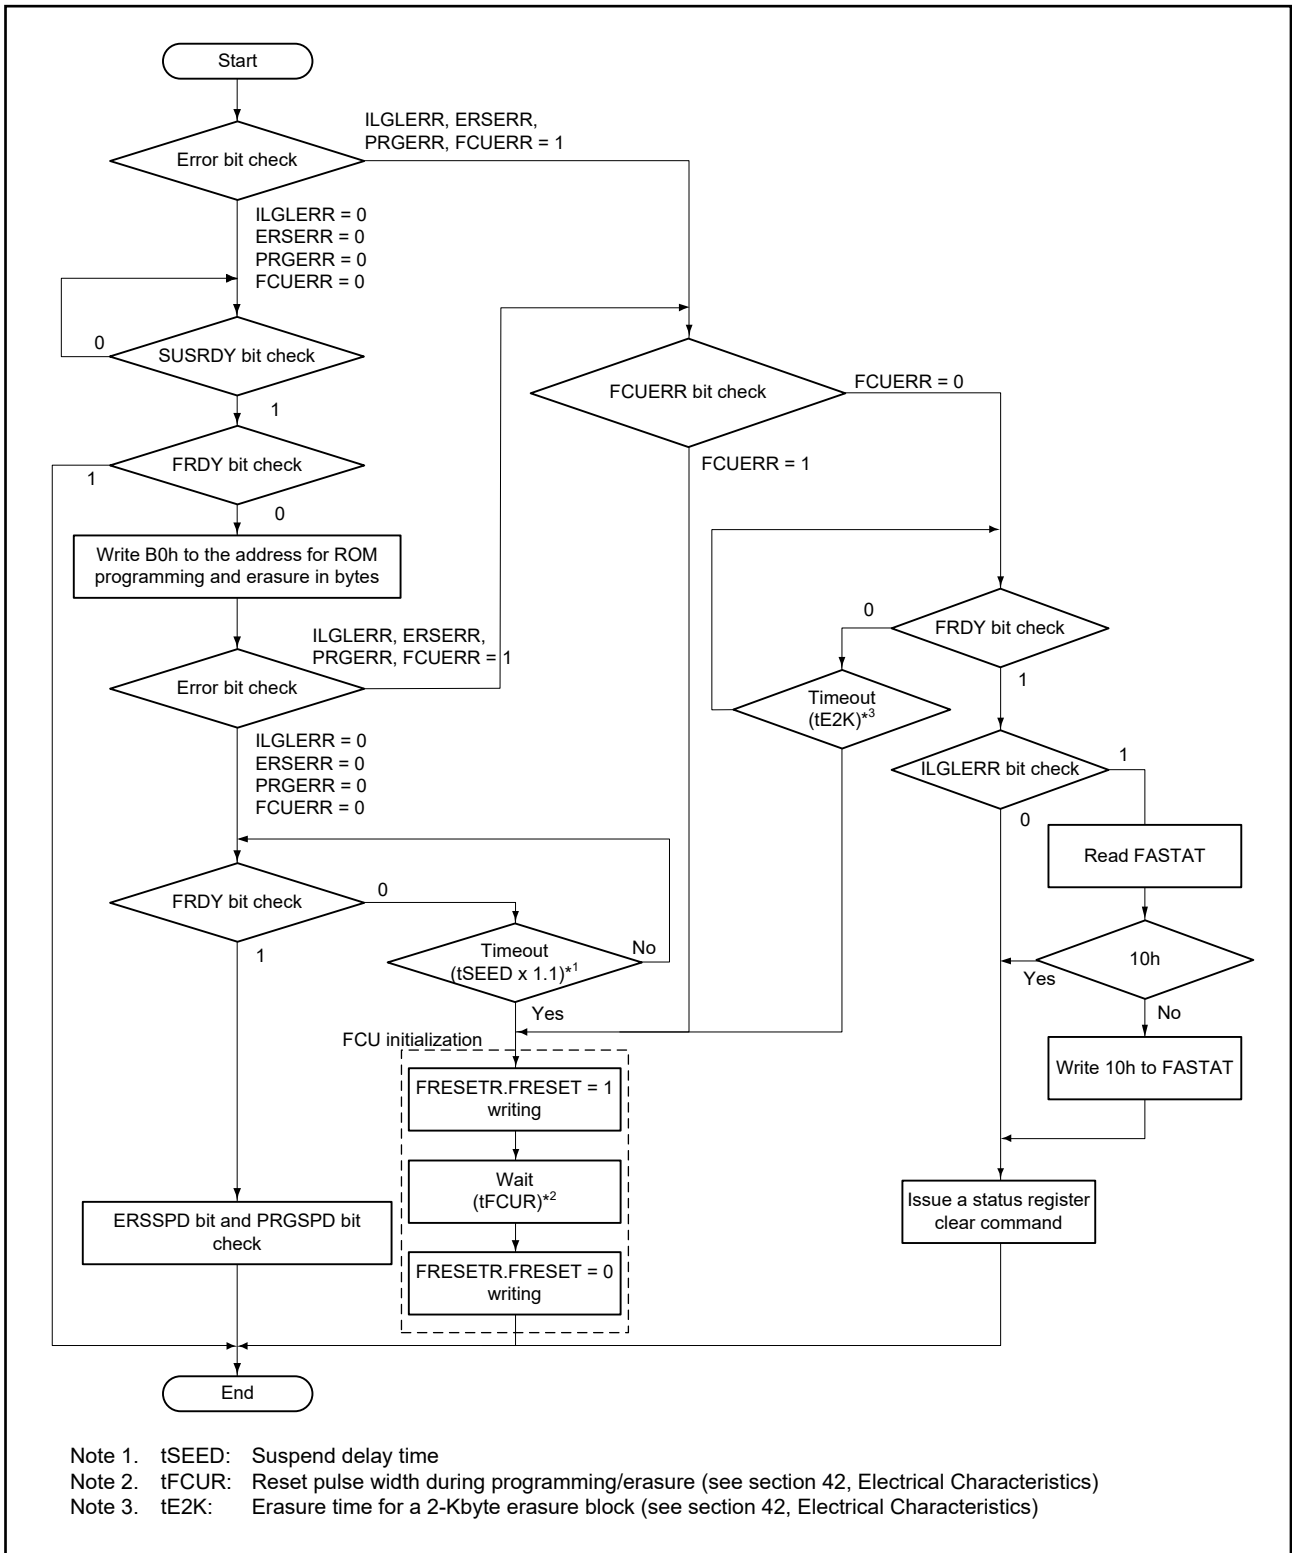 Start
Error bit check
ILGLERR, ERSERR,
PRGERR, FCUERR = 1
ILGLERR = 0
ERSERR = 0
PRGERR = 0
FCUERR = 0
0
SUSRDY bit check
1
FRDY bit check
1
0
Write B0h to the address for ROM
programming and erasure in bytes
Error bit check
ILGLERR, ERSERR,
PRGERR, FCUERR = 1
ILGLERR = 0
ERSERR = 0
PRGERR = 0
FCUERR = 0
FRDY bit check
0
1
Timeout
(tSEED x 1.1)*1
No
Yes
FCU initialization
FRESETR.FRESET = 1
writing
Wait
(tFCUR)*2
FRESETR.FRESET = 0
writing
ERSSPD bit and PRGSPD bit
check
FCUERR bit check
FCUERR = 0
FCUERR = 1
FRDY bit check
0
1
Timeout
(tE2K)*3
ILGLERR bit check
1
0
Read FASTAT
10h
Yes
No
Write 10h to FASTAT
Issue a status register
clear command
End
Note 1. tSEED: Suspend delay time
Note 2. tFCUR: Reset pulse width during programming/erasure (see section 42, Electrical Characteristics)
Note 3. tE2K: Erasure time for a 2-Kbyte erasure block (see section 42, Electrical Characteristics)